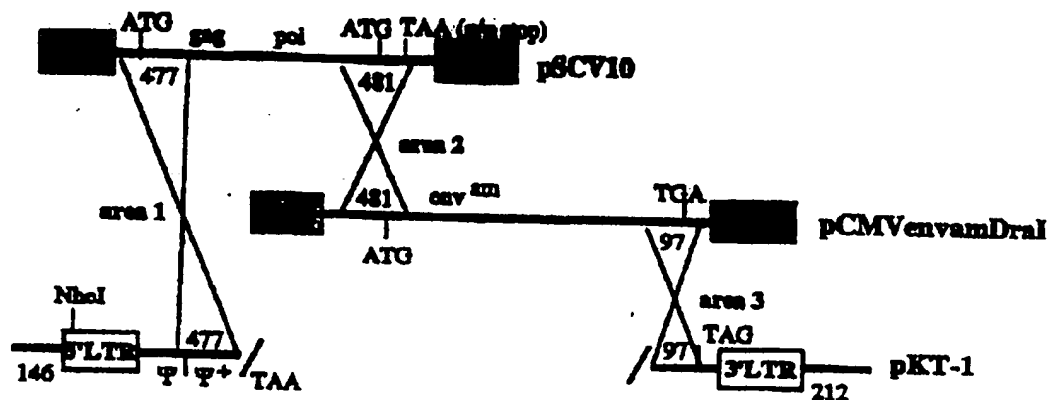 ATG gag pol ATG TAA (gag stop)
477 481 pSCV10
area 2
481 env am TGA
area 1 pCMVenvamDraI
ATG 97
NheI area 3
477 97 TAG
5'LTR 3'LTR pKT-1
146 Ψ Ψ+ TAA 212